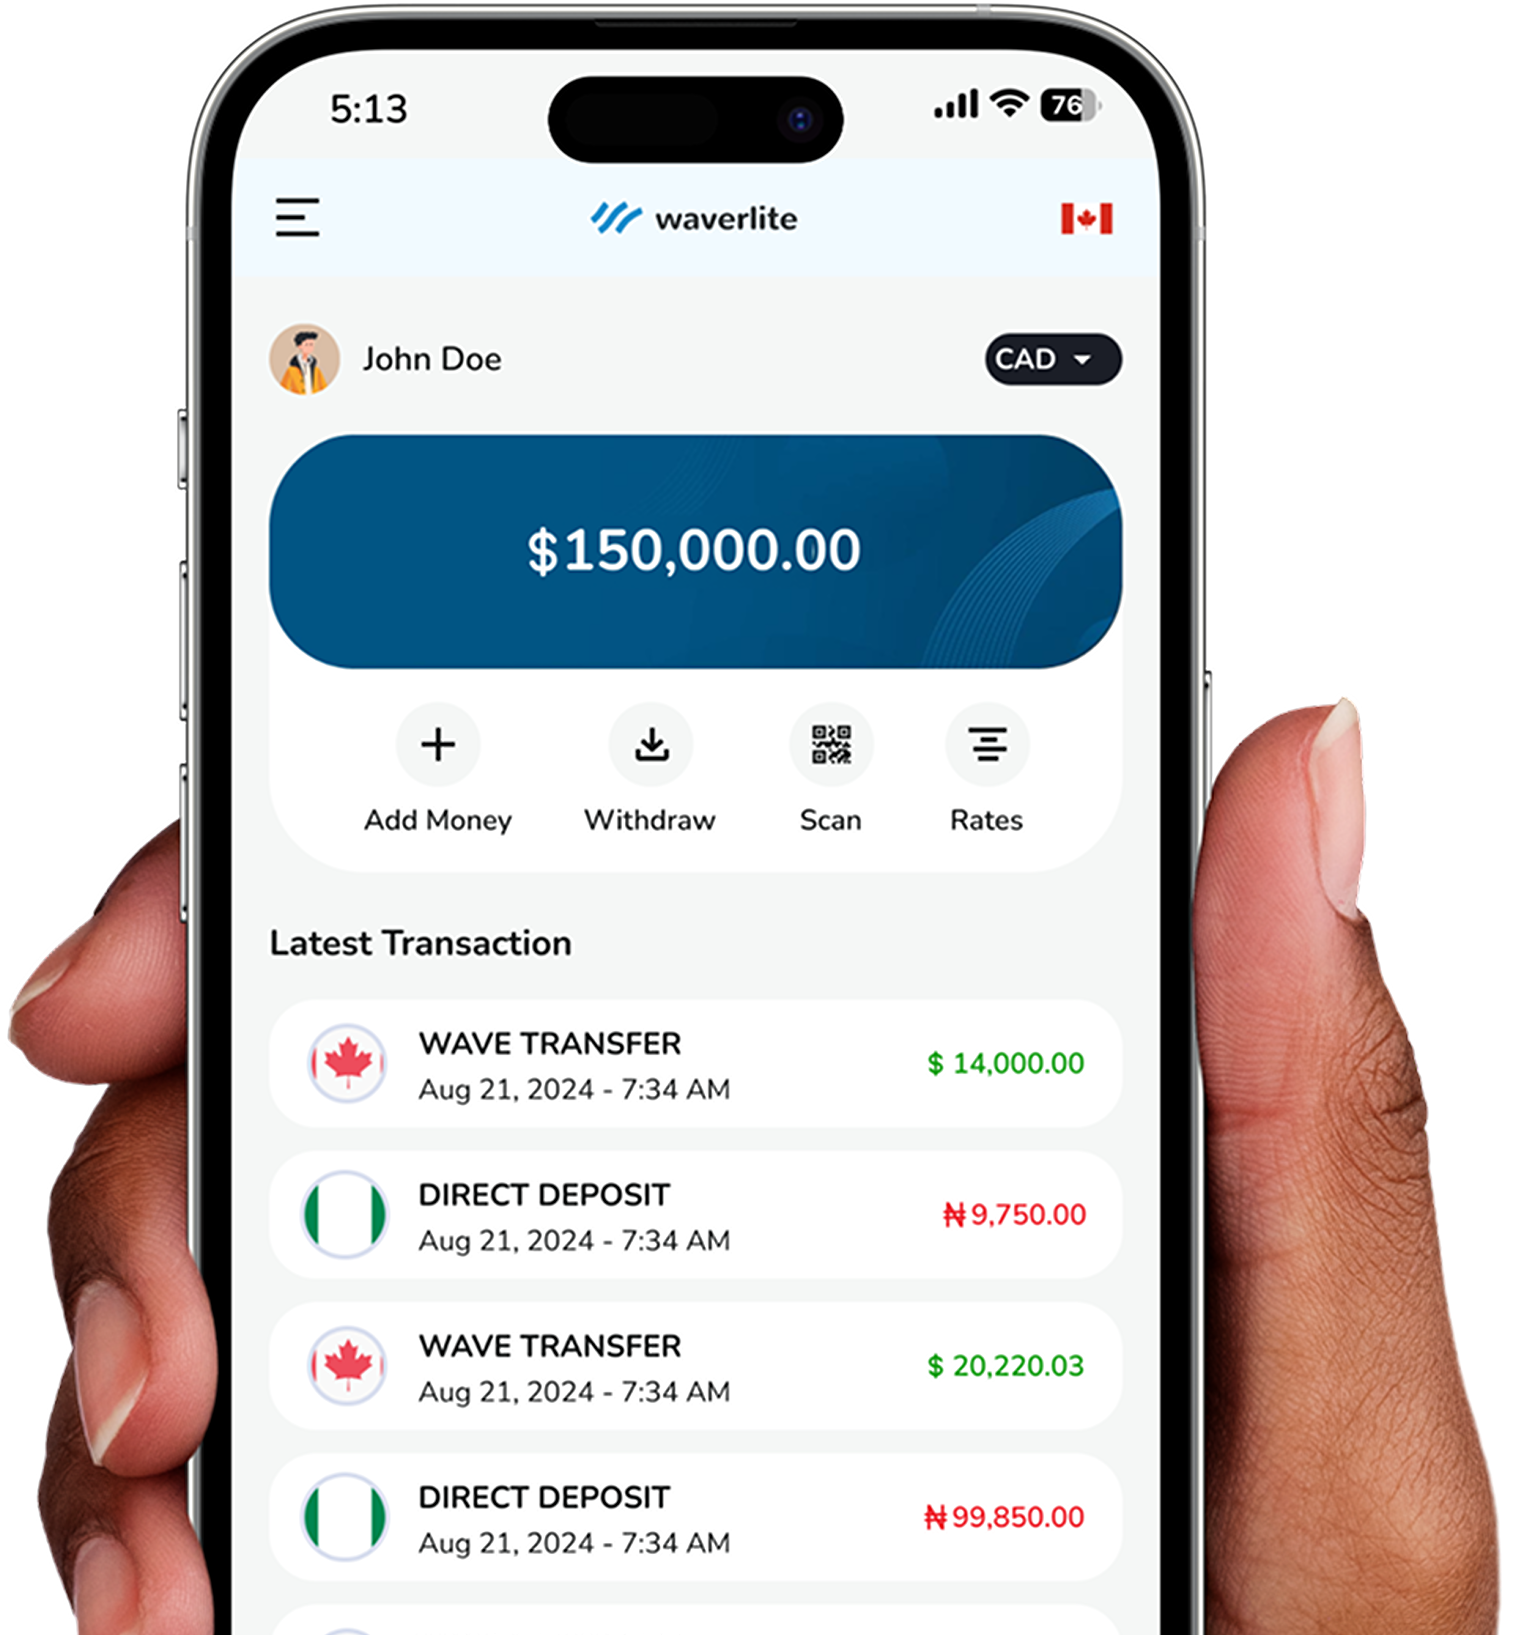 5:13
76
waverlite
John Doe
CAD
$150,000.00
Add Money
Withdraw
Scan
Rates
Latest Transaction
WAVE TRANSFER
$ 14,000.00
Aug 21, 2024 - 7:34 AM
DIRECT DEPOSIT
₦9,750.00
Aug 21, 2024 - 7:34 AM
WAVE TRANSFER
$ 20,220.03
Aug 21, 2024 - 7:34 AM
DIRECT DEPOSIT
₦99,850.00
Aug 21, 2024 - 7:34 AM